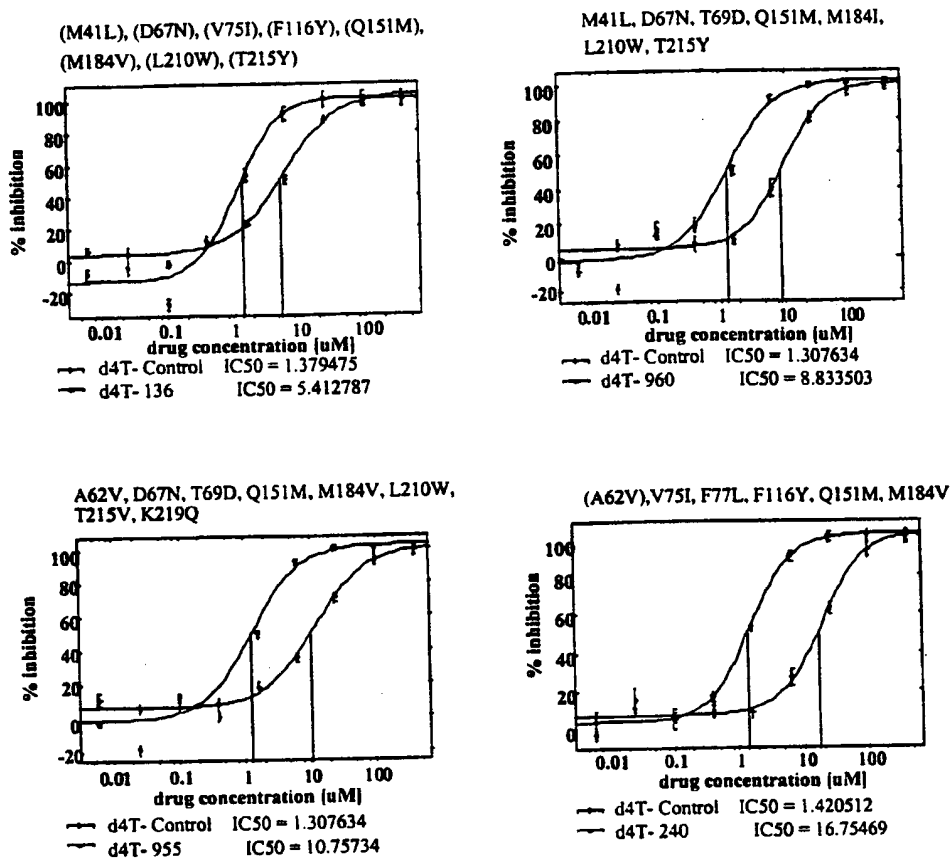 (M41L), (D67N), (V75I), (F116Y), (Q151M),
(M184V), (L210W), (T215Y)
100
80
60
40
20
0
-20
% inhibition
0.01 0.1 1 10 100
drug concentration [uM]
d4T- Control IC50 = 1.379475
d4T- 136 IC50 = 5.412787
M41L, D67N, T69D, Q151M, M184I,
L210W, T215Y
100
80
60
40
20
0
-20
% inhibition
0.01 0.1 1 10 100
drug concentration [uM]
d4T- Control IC50 = 1.307634
d4T- 960 IC50 = 8.833503
A62V, D67N, T69D, Q151M, M184V, L210W,
T215V, K219Q
100
80
60
40
20
0
-20
% inhibition
0.01 0.1 1 10 100
drug concentration [uM]
d4T- Control IC50 = 1.307634
d4T- 955 IC50 = 10.75734
(A62V),V75I, F77L, F116Y, Q151M, M184V
100
80
60
40
20
0
% inhibition
0.01 0.1 1 10 100
drug concentration [uM]
d4T- Control IC50 = 1.420512
d4T- 240 IC50 = 16.75469